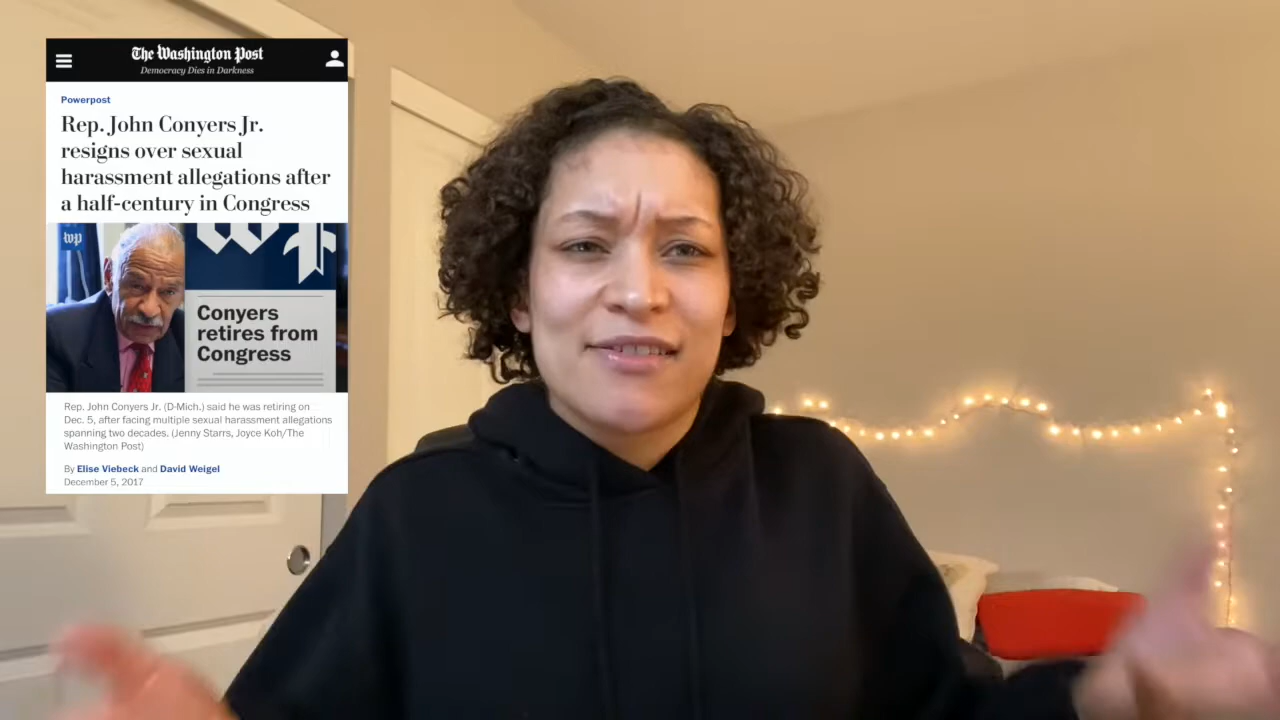 The Washington Post
Democracy Dies in Darkness
Powerpost
Rep. John Conyers Jr.
resigns over sexual
harassment allegations after
a half-century in Congress
wp
wp
Conyers
retires from
Congress
Rep. John Conyers Jr. (D-Mich.) said he was retiring on
Dec. 5, after facing multiple sexual harassment allegations
spanning two decades. (Jenny Starrs, Joyce Koh/The
Washington Post)
By Elise Viebeck and David Weigel
December 5, 2017